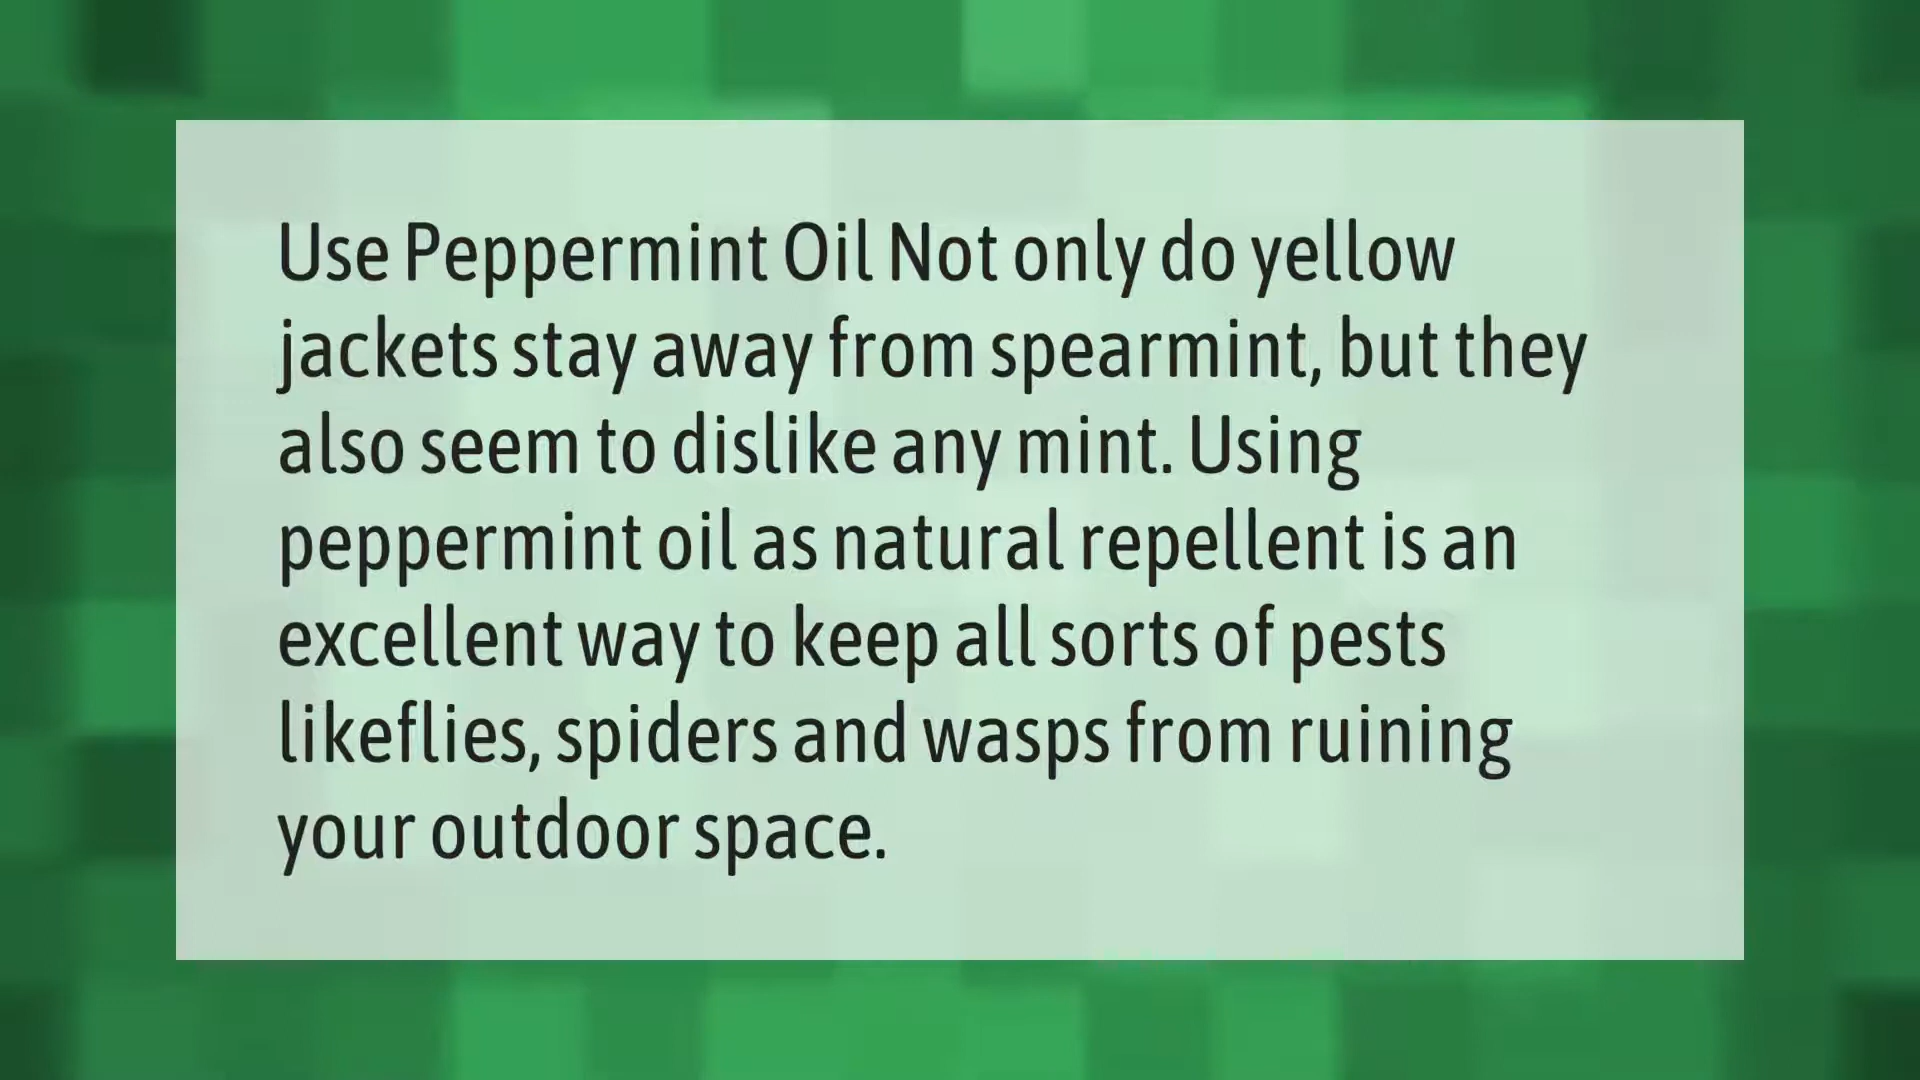 Use Peppermint Oil Not only do yellow
jackets stay away from spearmint, but they
also seem to dislike any mint. Using
peppermint oil as natural repellent is an
excellent way to keep all sorts of pests
likeflies, spiders and wasps from ruining
your outdoor space.